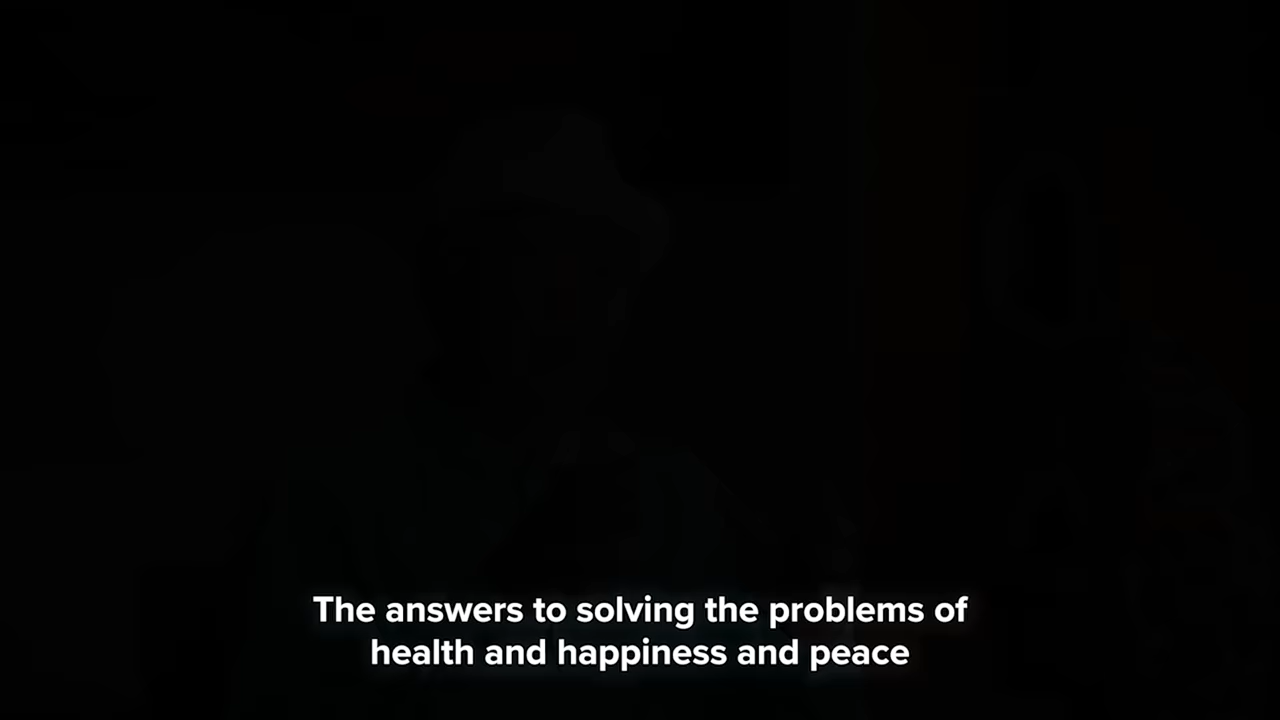 The answers to solving the problems of
health and happiness and peace